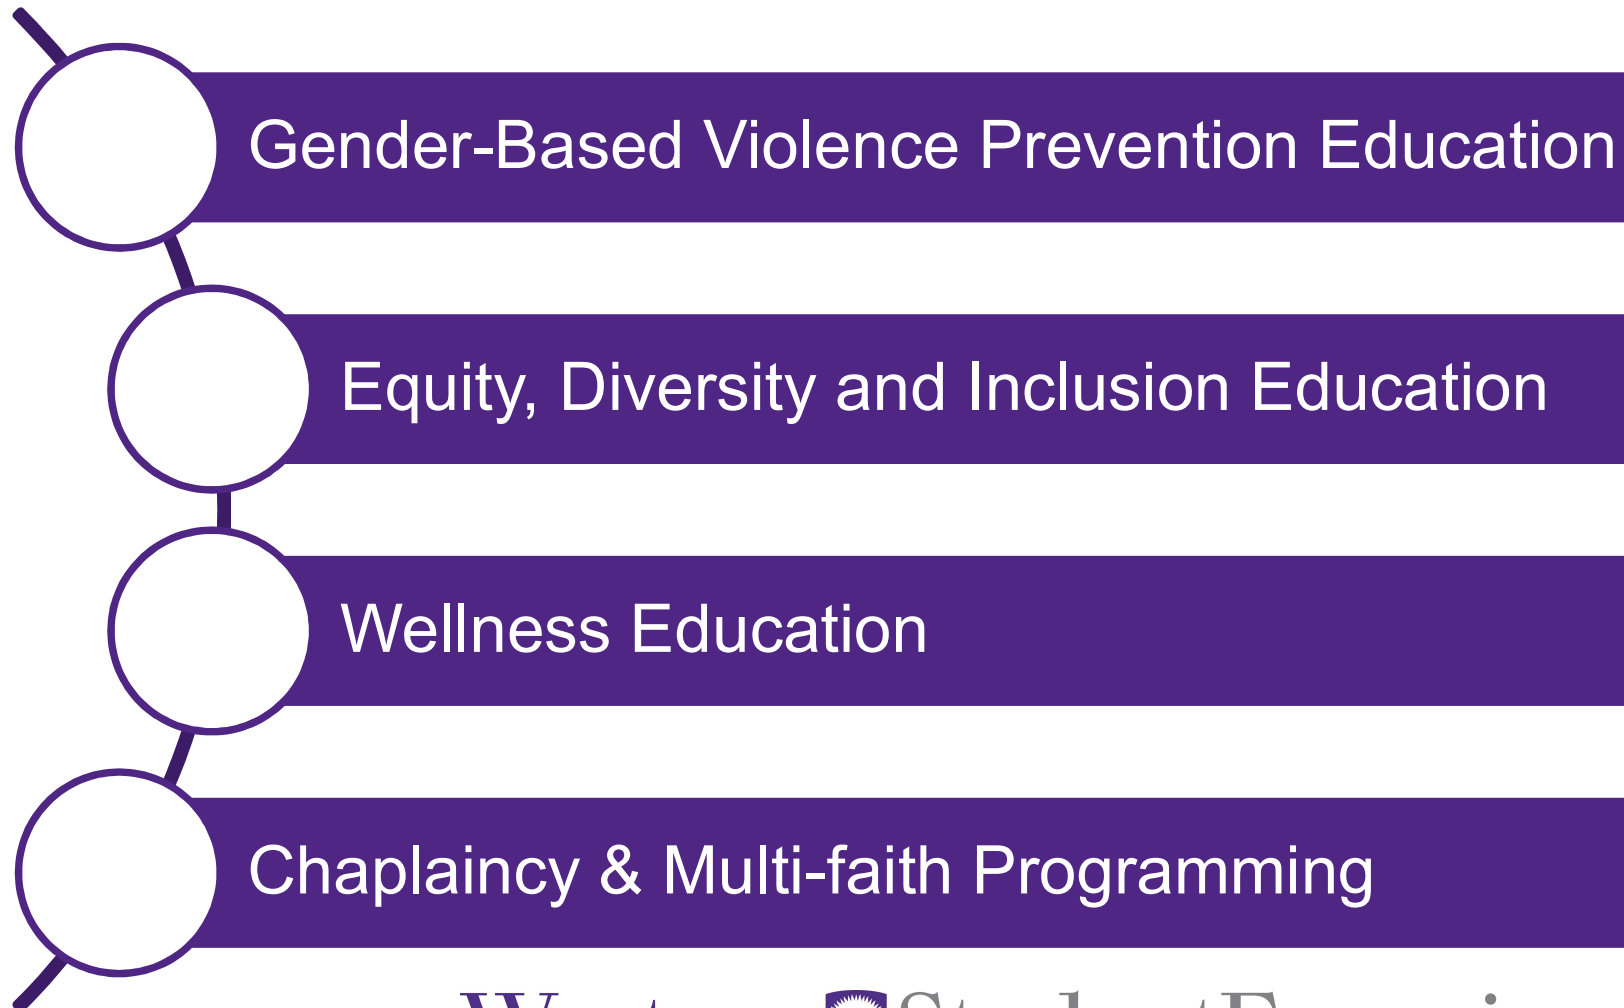 Gender-Based Violence Prevention Education
Equity, Diversity and Inclusion Education
Wellness Education
Chaplaincy & Multi-faith Programming